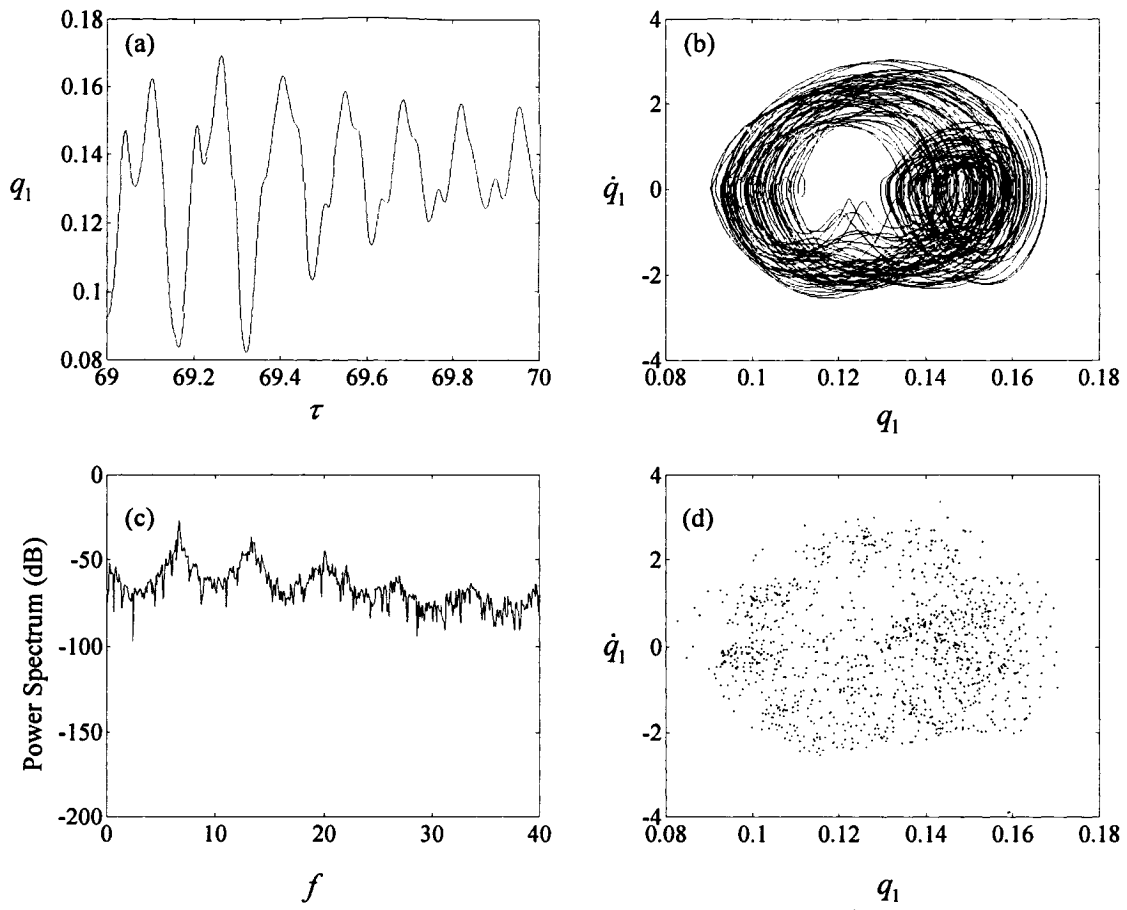 (a)
q₁
0.18
0.16
0.14
0.12
0.1
0.08
69 69.2 69.4 69.6 69.8 70
τ
(b)
q̇₁
4
2
0
-2
-4
0.08 0.1 0.12 0.14 0.16 0.18
q₁
(c)
Power Spectrum (dB)
0
-50
-100
-150
-200
0 10 20 30 40
f
(d)
q̇₁
4
2
0
-2
-4
0.08 0.1 0.12 0.14 0.16 0.18
q₁